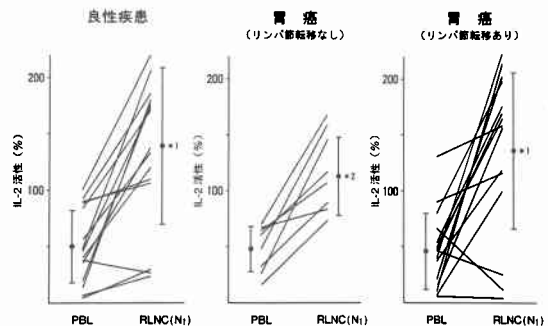 良性疾患
胃 癌
(リンパ節転移なし)
胃 癌
(リンパ節転移あり)
IL-2 活性 (%)
200
100
*1
PBL
RLNC(N₁)
IL-2 活性 (%)
200
100
*2
PBL
RLNC(N₁)
IL-2 活性 (%)
200
100
*1
PBL
RLNC(N₁)